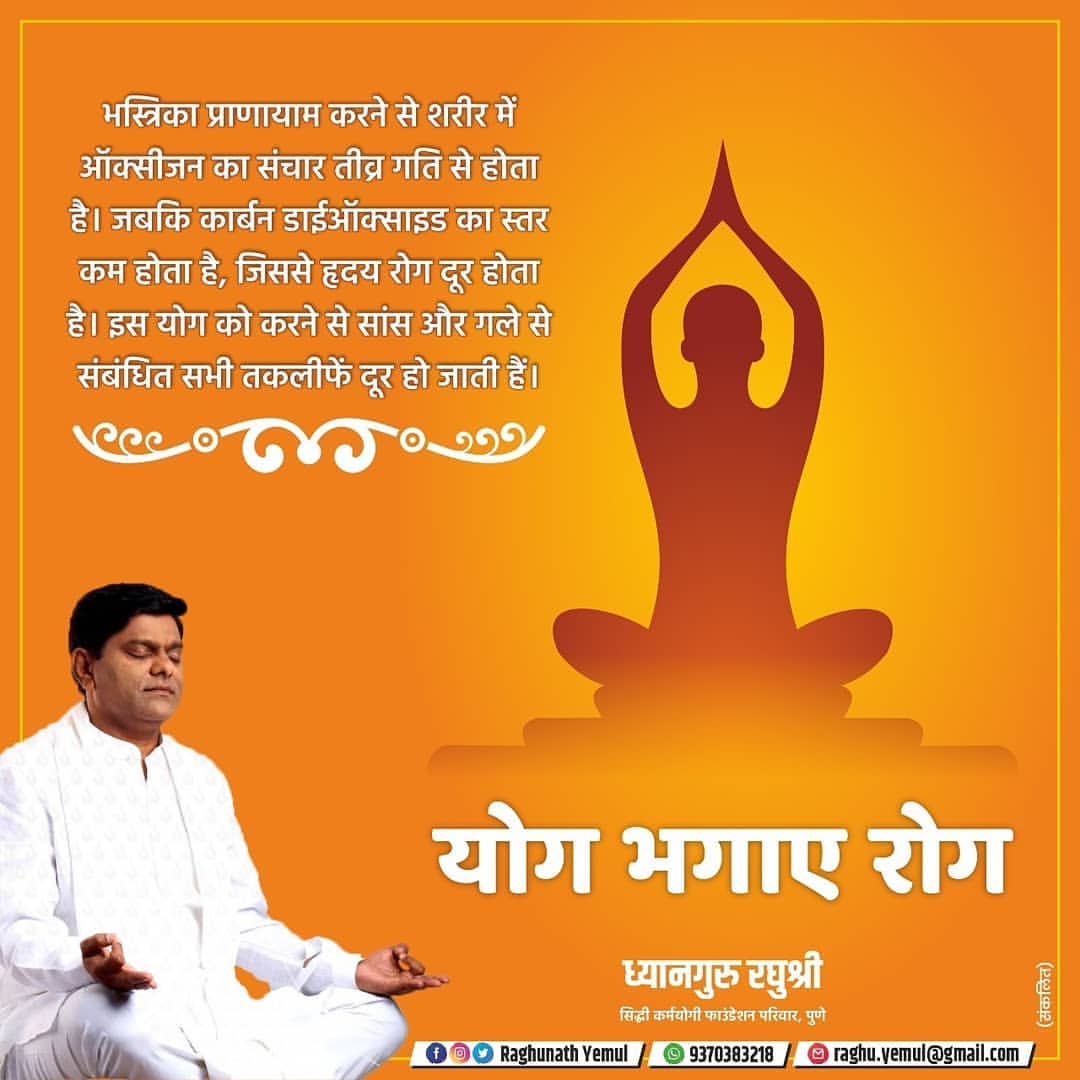 भस्त्रिका प्राणायाम करने से शरीर में
ऑक्सीजन का संचार तीव्र गति से होता
है। जबकि कार्बन डाईऑक्साइड का स्तर
कम होता है, जिससे हृदय रोग दूर होता
है। इस योग को करने से सांस और गले से
संबंधित सभी तकलीफें दूर हो जाती हैं।
योग भगाए रोग
ध्यानगुरु रघुश्री
सिद्धी कर्मयोगी फाउंडेशन परिवार, पुणे
(संकलित)
Raghunath Yemul
9370383218
raghu.yemul@gmail.com